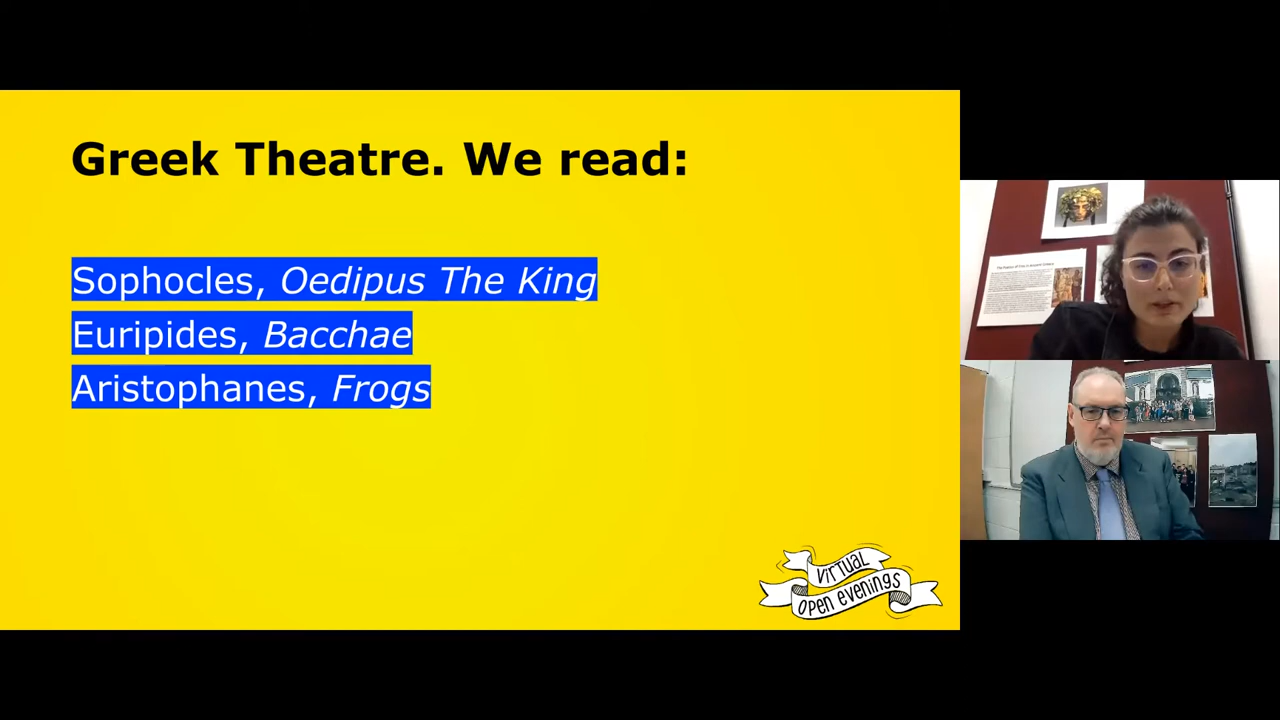 Greek Theatre. We read:
Sophocles, Oedipus The King
Euripides, Bacchae
Aristophanes, Frogs
VIRTUAL
OPEN EVENINGS